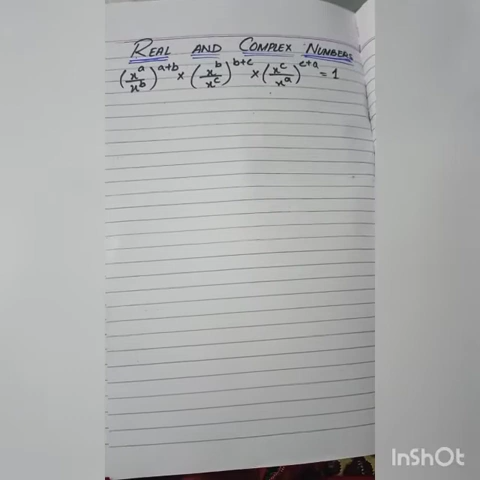 REAL AND COMPLEX NUMBERS
(x^a/x^b)^a+b × (x^b/x^c)^b+c × (x^c/x^a)^c+a = 1
InShOt